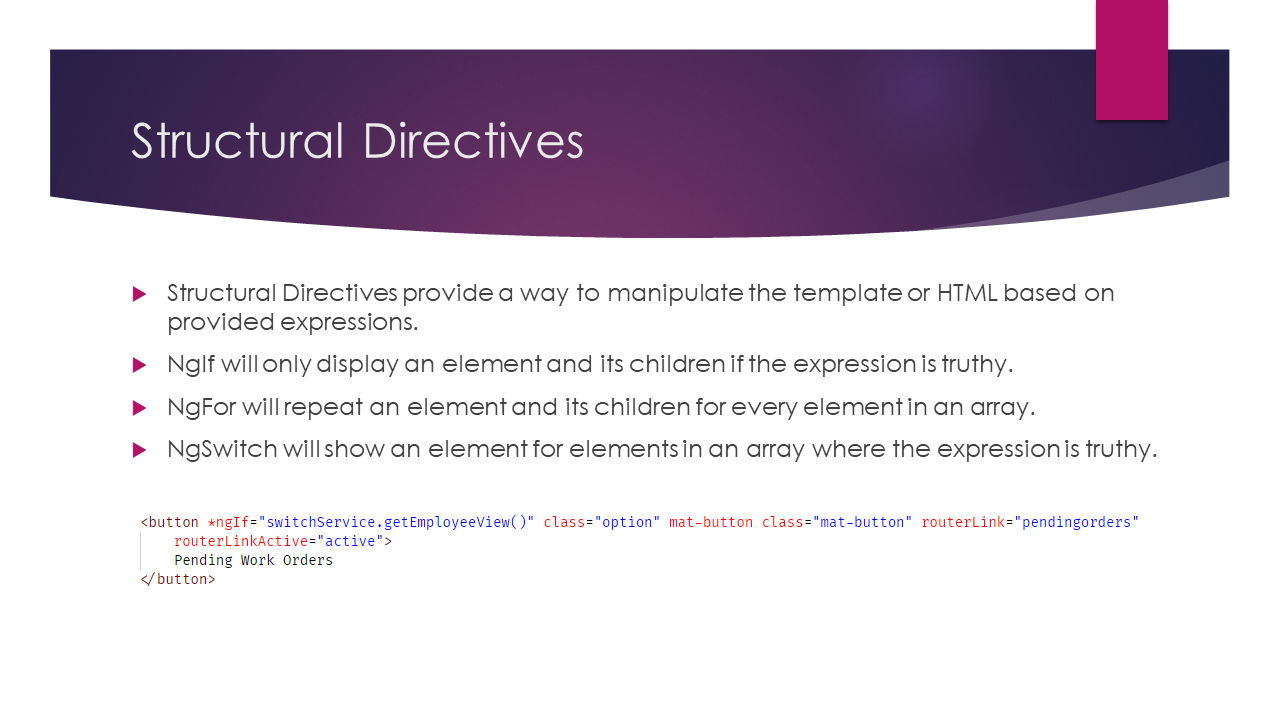 Structural Directives
Structural Directives provide a way to manipulate the template or HTML based on
provided expressions.
NgIf will only display an element and its children if the expression is truthy.
NgFor will repeat an element and its children for every element in an array.
NgSwitch will show an element for elements in an array where the expression is truthy.
<button *ngIf="switchService.getEmployeeView()" class="option" mat-button class="mat-button" routerLink="pendingorders"
routerLinkActive="active">
Pending Work Orders
</button>